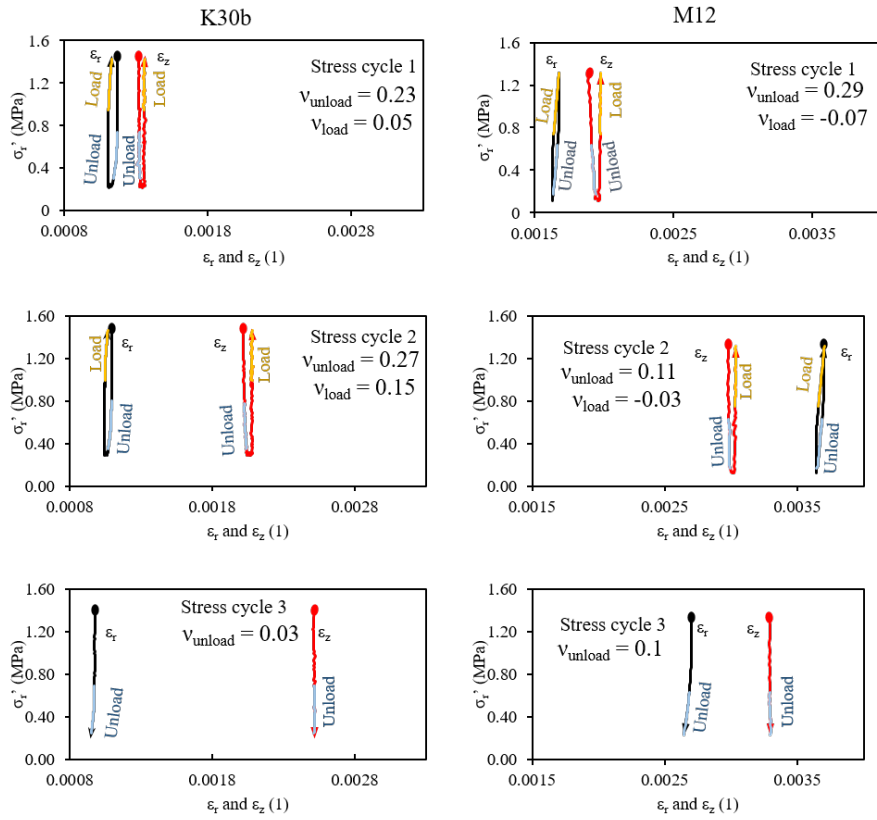 K30b
M12
σr' (MPa)
1.6
1.2
0.8
0.4
0
0.0008
0.0018
0.0028
εr and εz (1)
εr
εz
Load
Load
Unload
Unload
Stress cycle 1
νunload = 0.23
νload = 0.05
σr' (MPa)
1.6
1.2
0.8
0.4
0
0.0015
0.0025
0.0035
εr and εz (1)
εr
εz
Load
Load
Unload
Unload
Stress cycle 1
νunload = 0.29
νload = -0.07
σr' (MPa)
1.60
1.20
0.80
0.40
0.00
0.0008
0.0018
0.0028
εr and εz (1)
εr
εz
Load
Load
Unload
Unload
Stress cycle 2
νunload = 0.27
νload = 0.15
σr' (MPa)
1.60
1.20
0.80
0.40
0.00
0.0015
0.0025
0.0035
εr and εz (1)
Stress cycle 2
νunload = 0.11
νload = -0.03
εz
εr
Load
Load
Unload
Unload
σr' (MPa)
1.60
1.20
0.80
0.40
0.00
0.0008
0.0018
0.0028
εr and εz (1)
εr
Stress cycle 3
νunload = 0.03
εz
Unload
Unload
σr' (MPa)
1.60
1.20
0.80
0.40
0.00
0.0015
0.0025
0.0035
εr and εz (1)
Stress cycle 3
νunload = 0.1
εr
εz
Unload
Unload